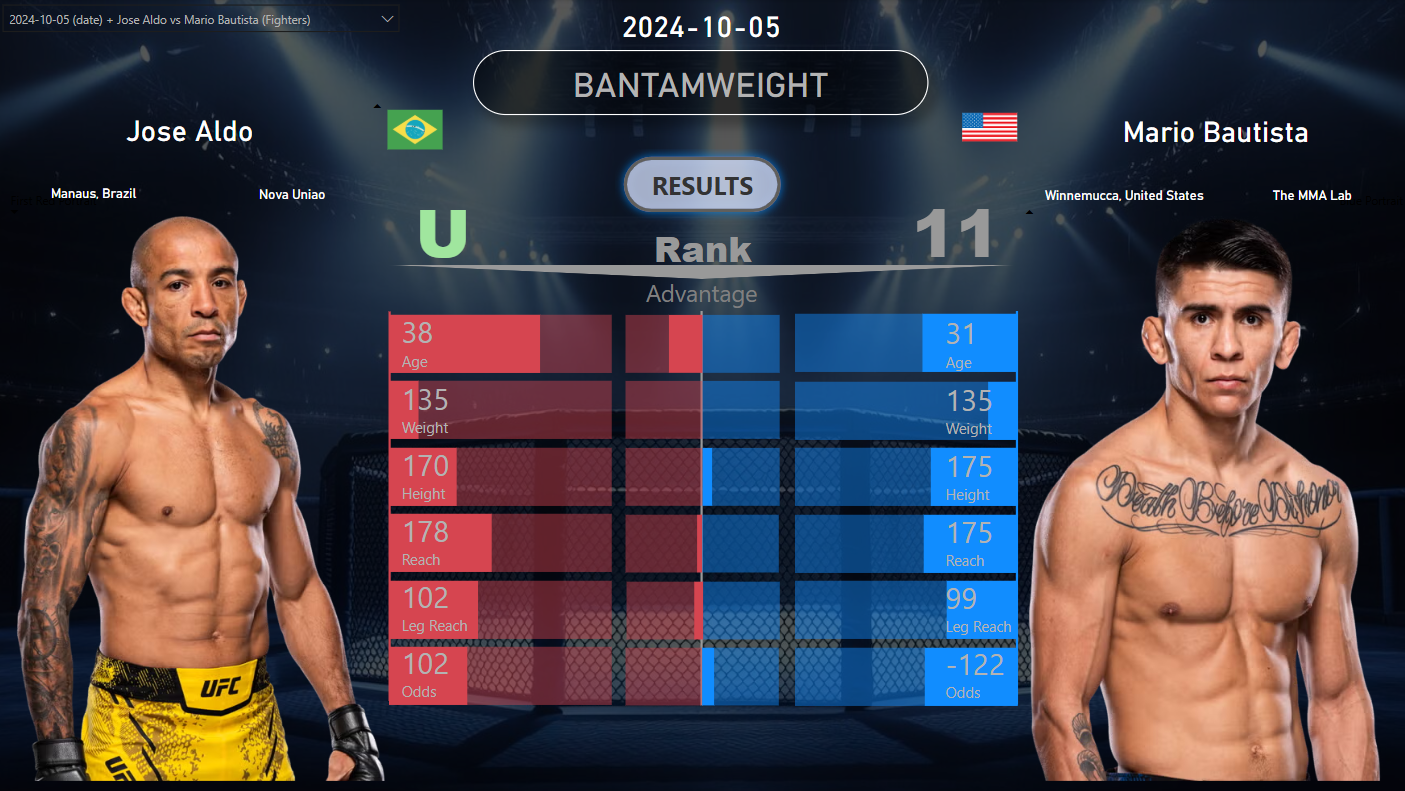 2024-10-05 (date) + Jose Aldo vs Mario Bautista (Fighters)
2024-10-05
BANTAMWEIGHT
Jose Aldo
Mario Bautista
Manaus, Brazil
Nova Uniao
RESULTS
Winnemucca, United States
The MMA Lab
U
Rank
11
Advantage
38
Age
31
Age
135
Weight
135
Weight
170
Height
175
Height
178
Reach
175
Reach
102
Leg Reach
99
Leg Reach
102
Odds
-122
Odds
Death Before Dishonor
UFC